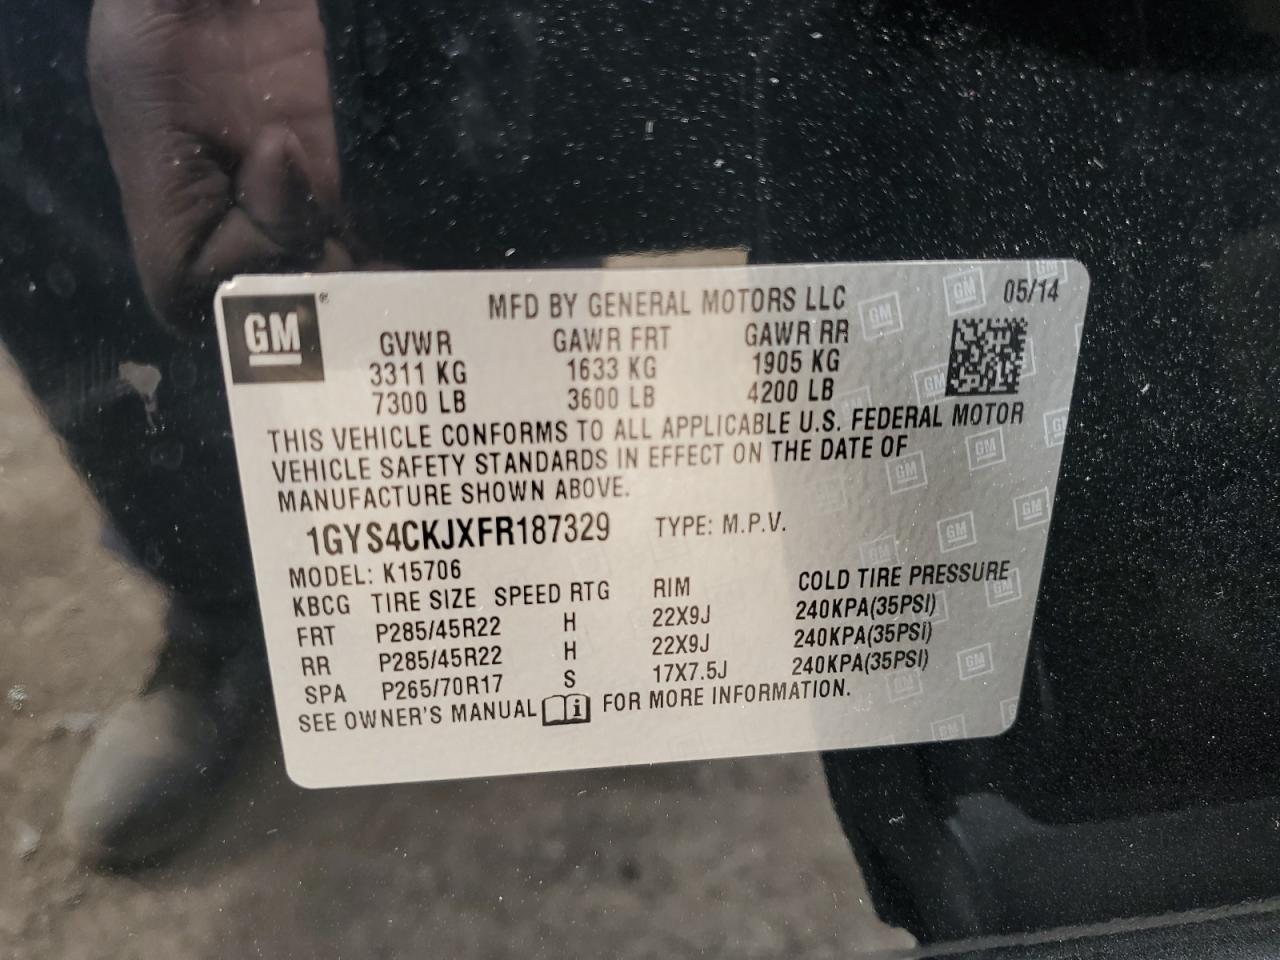 GM®
MFD BY GENERAL MOTORS LLC 05/14
GVWR GAWR FRT GAWR RR
3311 KG 1633 KG 1905 KG
7300 LB 3600 LB 4200 LB
THIS VEHICLE CONFORMS TO ALL APPLICABLE U.S. FEDERAL MOTOR
VEHICLE SAFETY STANDARDS IN EFFECT ON THE DATE OF
MANUFACTURE SHOWN ABOVE.
1GYS4CKJXFR187329 TYPE: M.P.V.
MODEL: K15706
KBCG TIRE SIZE SPEED RTG RIM COLD TIRE PRESSURE
FRT P285/45R22 H 22X9J 240KPA(35PSI)
RR P285/45R22 H 22X9J 240KPA(35PSI)
SPA P265/70R17 S 17X7.5J 240KPA(35PSI)
SEE OWNER'S MANUAL i FOR MORE INFORMATION.